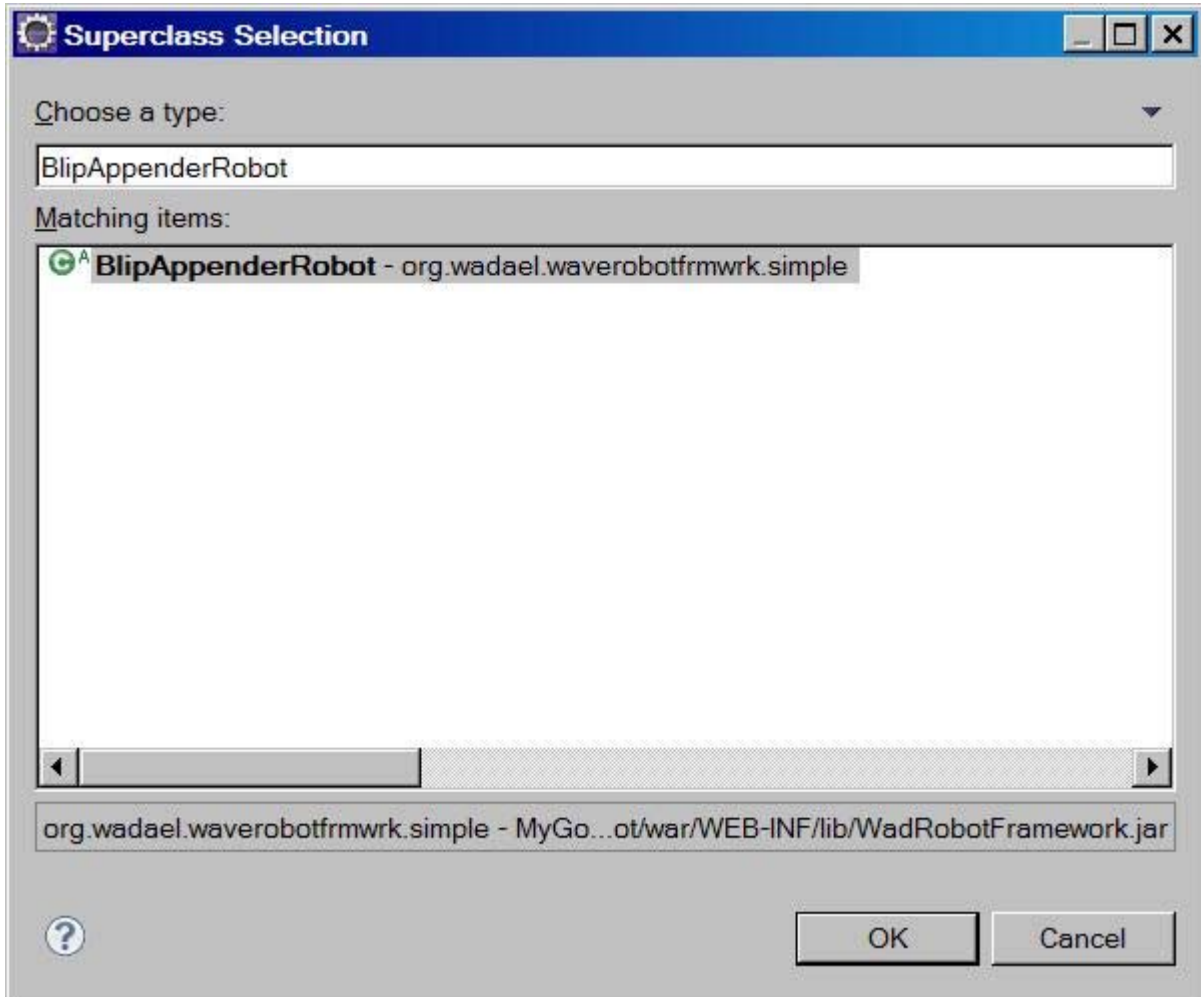 Superclass Selection
Choose a type:
BlipAppenderRobot
Matching items:
C A BlipAppenderRobot - org.wadael.waverobotfrmwrk.simple
org.wadael.waverobotfrmwrk.simple - MyGo...ot/war/WEB-INF/lib/WadRobotFramework.jar
? OK Cancel